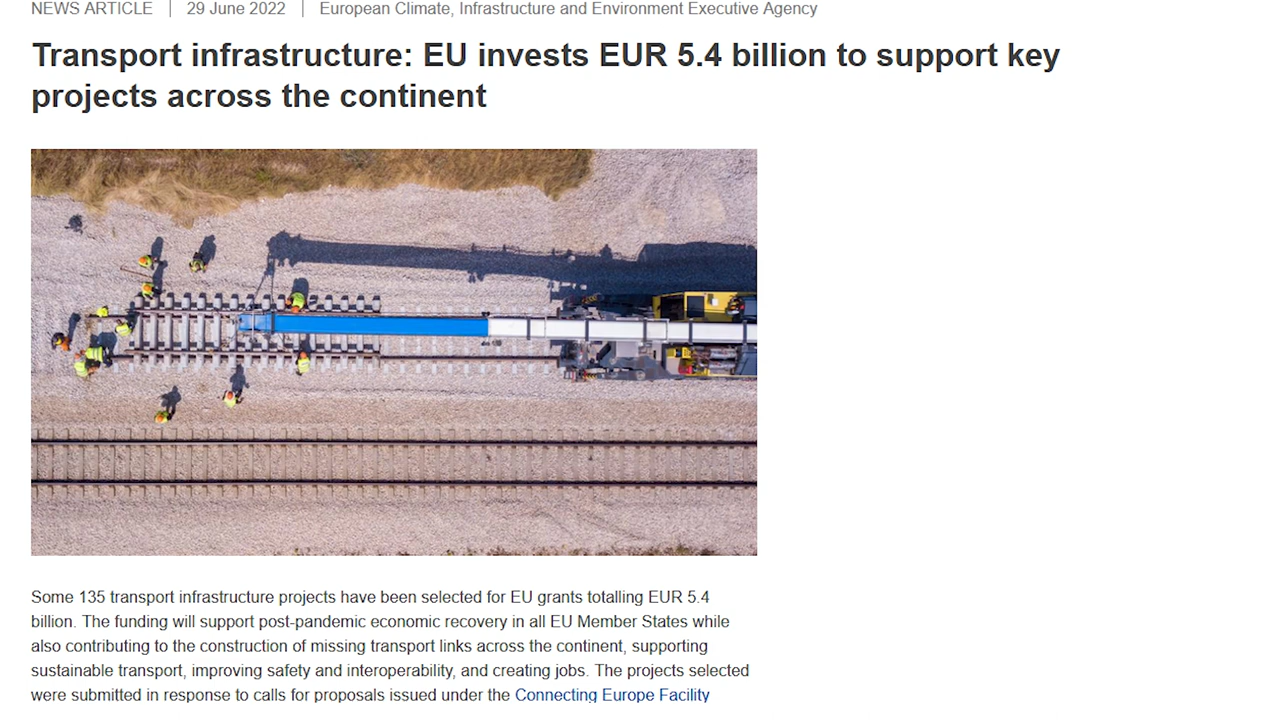 NEWS ARTICLE | 29 June 2022 | European Climate, Infrastructure and Environment Executive Agency
Transport infrastructure: EU invests EUR 5.4 billion to support key
projects across the continent
Some 135 transport infrastructure projects have been selected for EU grants totalling EUR 5.4
billion. The funding will support post-pandemic economic recovery in all EU Member States while
also contributing to the construction of missing transport links across the continent, supporting
sustainable transport, improving safety and interoperability, and creating jobs. The projects selected
were submitted in response to calls for proposals issued under the Connecting Europe Facility